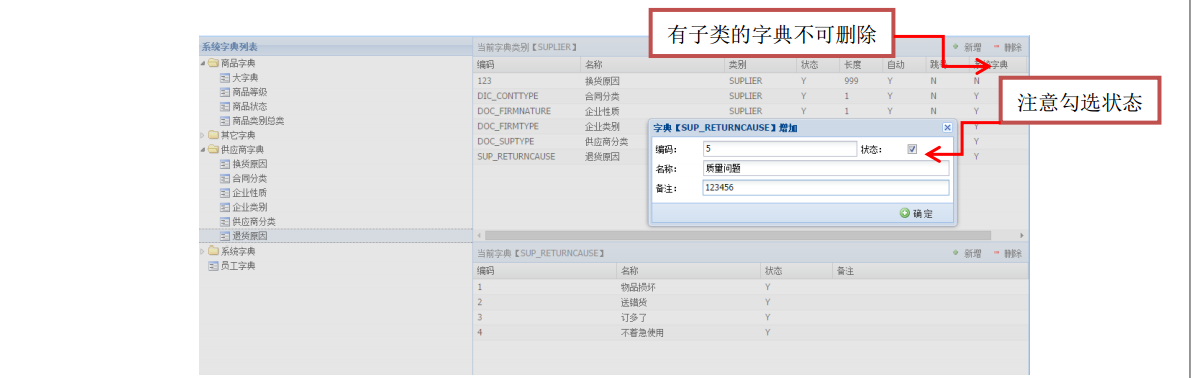 有子类的字典不可删除
注意勾选状态
系统字典列表
商品字典
大字典
商品等级
商品状态
商品类别总类
其它字典
供应商字典
换货原因
合同分类
企业性质
企业类别
供应商分类
退货原因
系统字典
员工字典
当前字典类别【SUPLIER】 新增 删除
编码 名称 类别 状态 长度 自动 跳号 字典
123 换货原因 SUPLIER Y 999 Y N N
DIC_CONTTYPE 合同分类 SUPLIER Y 1 Y N Y
DOC_FIRMNATURE 企业性质 SUPLIER Y 1 Y N Y
DOC_FIRMTYPE 企业类别 Y
DOC_SUPTYPE 供应商分类 Y
SUP_RETURNCAUSE 退货原因 Y
字典【SUP_RETURNCAUSE】增加
编码: 5 状态:
名称: 质量问题
备注: 123456
确定
当前字典【SUP_RETURNCAUSE】 新增 删除
编码 名称 状态 备注
1 物品损坏 Y
2 送错货 Y
3 订多了 Y
4 不着急使用 Y